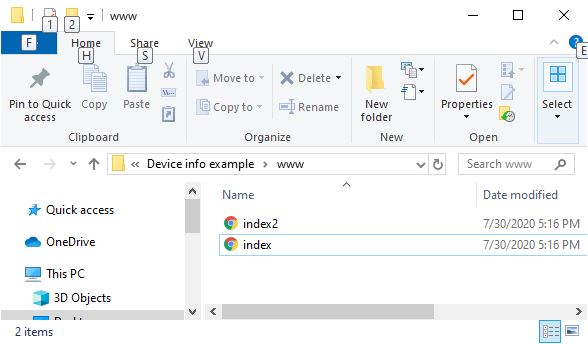 www
1 2
F Home Share View
H S V E
Pin to Quick access
Copy
Paste
Move to
Copy to
Delete
Rename
New folder
Properties
Select
Clipboard Organize New Open
« Device info example > www
Search www
Name Date modified
Quick access
OneDrive
This PC
3D Objects
index2 7/30/2020 5:16 PM
index 7/30/2020 5:16 PM
2 items